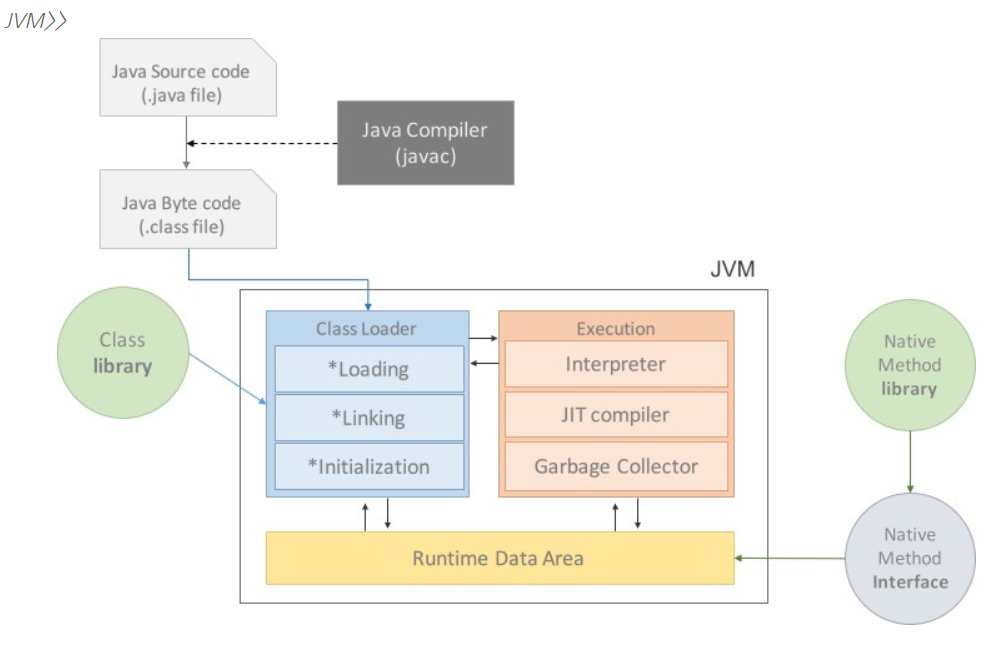 JVM》
Java Source code
(.java file)
Java Compiler
(javac)
Java Byte code
(.class file)
JVM
Class
library
Class Loader
*Loading
*Linking
*Initialization
Execution
Interpreter
JIT compiler
Garbage Collector
Native
Method
library
Runtime Data Area
Native
Method
Interface